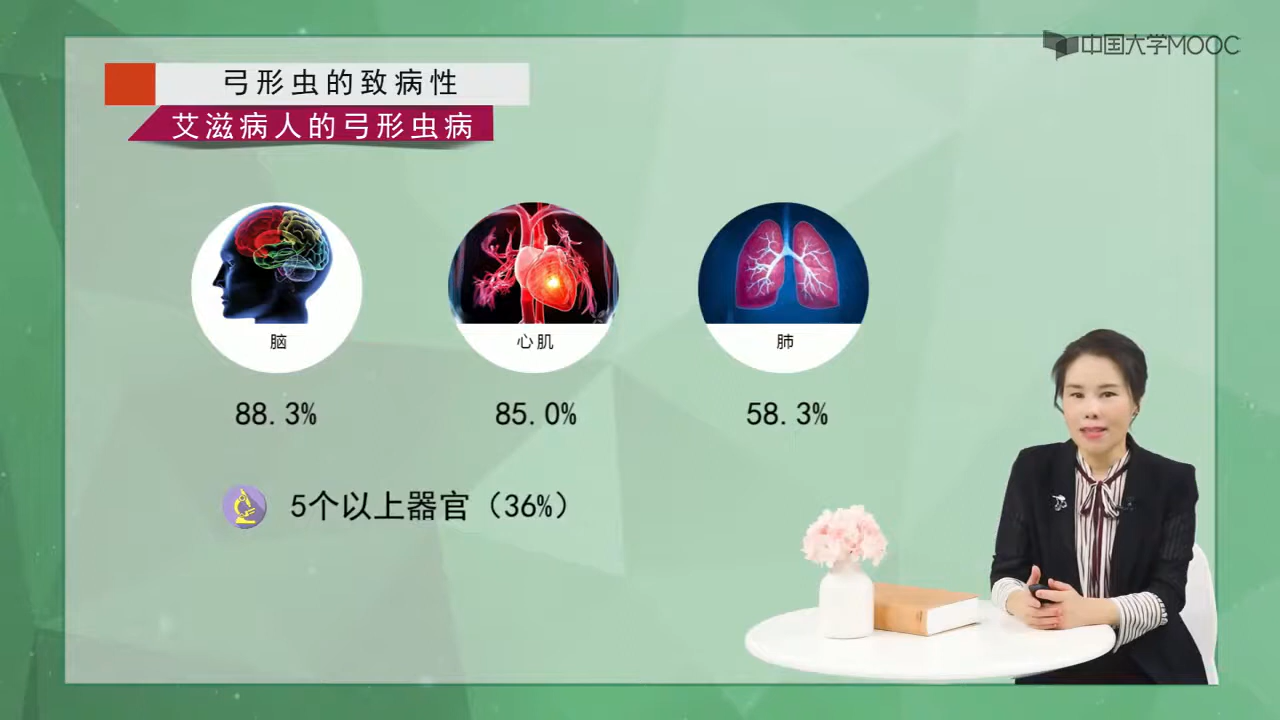 中国大学MOOC
弓形虫的致病性
艾滋病人的弓形虫病
脑
心肌
肺
88.3%
85.0%
58.3%
5个以上器官（36%）